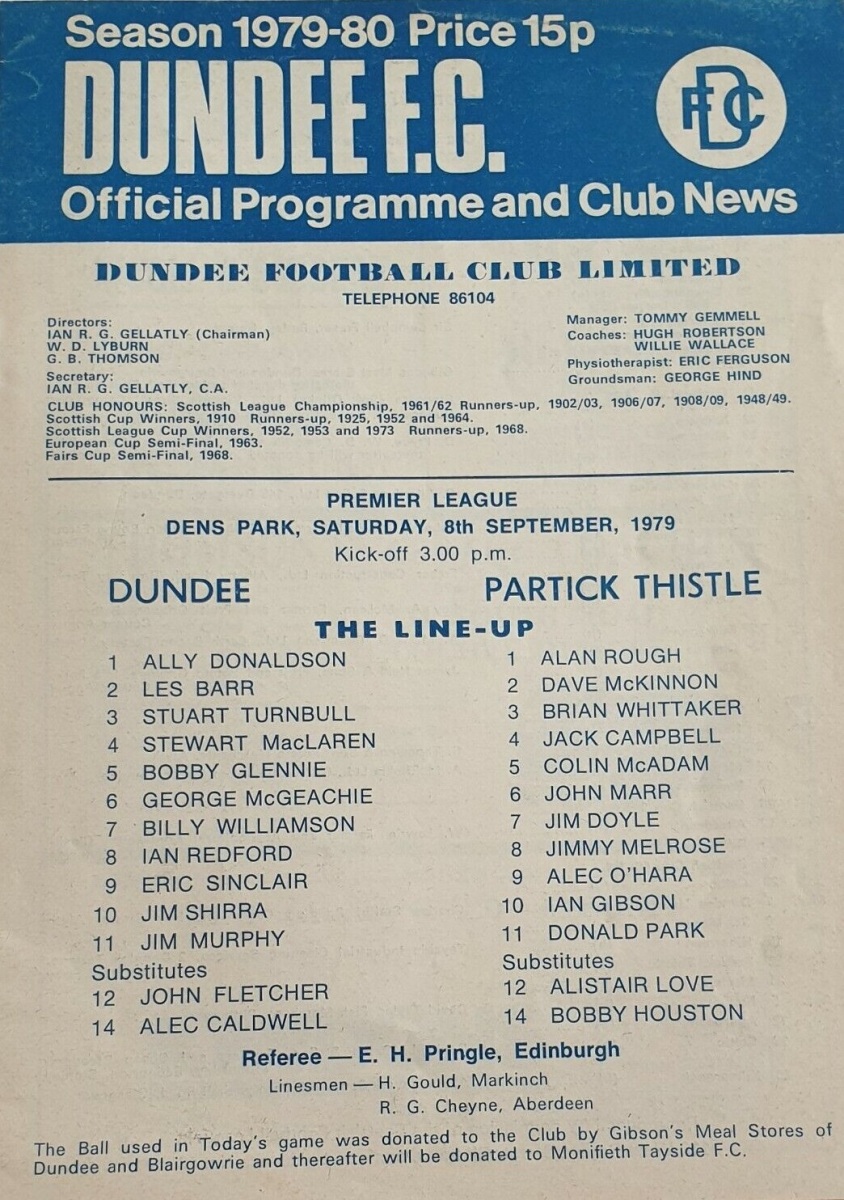 Season 1979-80 Price 15p
DUNDEE F.C.
DFC
Official Programme and Club News
DUNDEE FOOTBALL CLUB LIMITED
TELEPHONE 86104
Directors:
IAN R. G. GELLATLY (Chairman)
W. D. LYBURN
G. B. THOMSON
Secretary:
IAN R. G. GELLATLY, C.A.
Manager: TOMMY GEMMELL
Coaches: HUGH ROBERTSON
WILLIE WALLACE
Physiotherapist: ERIC FERGUSON
Groundsman: GEORGE HIND
CLUB HONOURS: Scottish League Championship, 1961/62 Runners-up, 1902/03, 1906/07, 1908/09, 1948/49.
Scottish Cup Winners, 1910 Runners-up, 1925, 1952 and 1964.
Scottish League Cup Winners, 1952, 1953 and 1973 Runners-up, 1968.
European Cup Semi-Final, 1963.
Fairs Cup Semi-Final, 1968.
PREMIER LEAGUE
DENS PARK, SATURDAY, 8th SEPTEMBER, 1979
Kick-off 3.00 p.m.
DUNDEE
PARTICK THISTLE
THE LINE-UP
1 ALLY DONALDSON
2 LES BARR
3 STUART TURNBULL
4 STEWART MacLAREN
5 BOBBY GLENNIE
6 GEORGE McGEACHIE
7 BILLY WILLIAMSON
8 IAN REDFORD
9 ERIC SINCLAIR
10 JIM SHIRRA
11 JIM MURPHY
Substitutes
12 JOHN FLETCHER
14 ALEC CALDWELL
1 ALAN ROUGH
2 DAVE McKINNON
3 BRIAN WHITTAKER
4 JACK CAMPBELL
5 COLIN McADAM
6 JOHN MARR
7 JIM DOYLE
8 JIMMY MELROSE
9 ALEC O'HARA
10 IAN GIBSON
11 DONALD PARK
Substitutes
12 ALISTAIR LOVE
14 BOBBY HOUSTON
Referee — E. H. Pringle, Edinburgh
Linesmen — H. Gould, Markinch
R. G. Cheyne, Aberdeen
The Ball used in Today's game was donated to the Club by Gibson's Meal Stores of
Dundee and Blairgowrie and thereafter will be donated to Monifieth Tayside F.C.